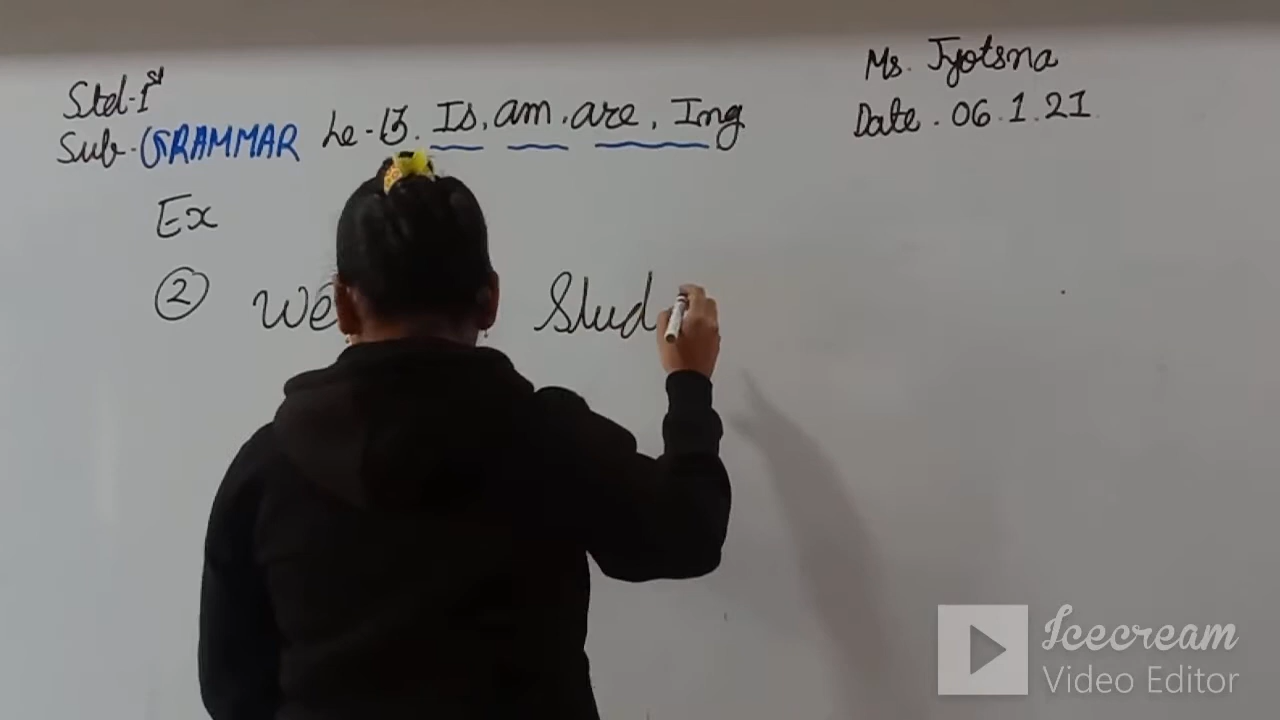 Std-1st
Sub-GRAMMAR Le-13. Is, am, are, Ing
Ms. Jyotsna
Date. 06.1.21
Ex
② We Stud
Icecream
Video Editor